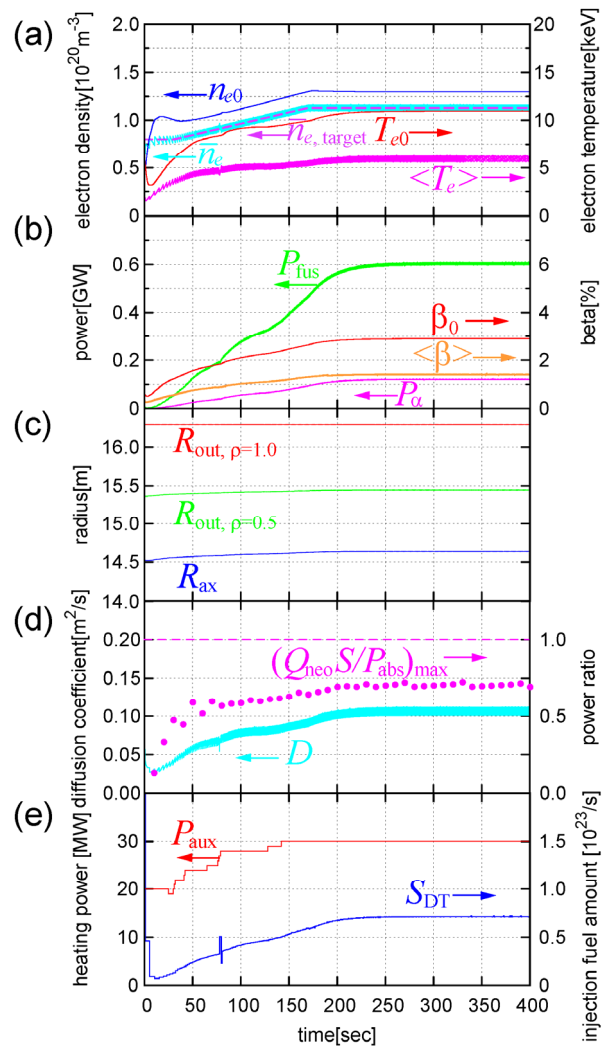 (a)
electron density[10^20m^-3]
2.0
1.5
1.0
0.5
0
n_e0
n̄_e
n̄_e, target
T_e0
<T_e>
20
15
10
5
0
electron temperature[keV]
(b)
power[GW]
0.6
0.4
0.2
0
P_fus
β_0
<β>
P_α
6
4
2
0
beta[%]
(c)
radius[m]
16.0
15.5
15.0
14.5
14.0
R_out, ρ=1.0
R_out, ρ=0.5
R_ax
(d)
diffusion coefficient[m^2/s]
0.20
0.15
0.10
0.05
0.00
(Q_neo S/P_abs)_max
D
1.0
0.5
0.0
power ratio
(e)
heating power [MW]
30
20
10
0
P_aux
S_DT
1.5
1.0
0.5
0
injection fuel amount [10^23/s]
0 50 100 150 200 250 300 350 400
time[sec]